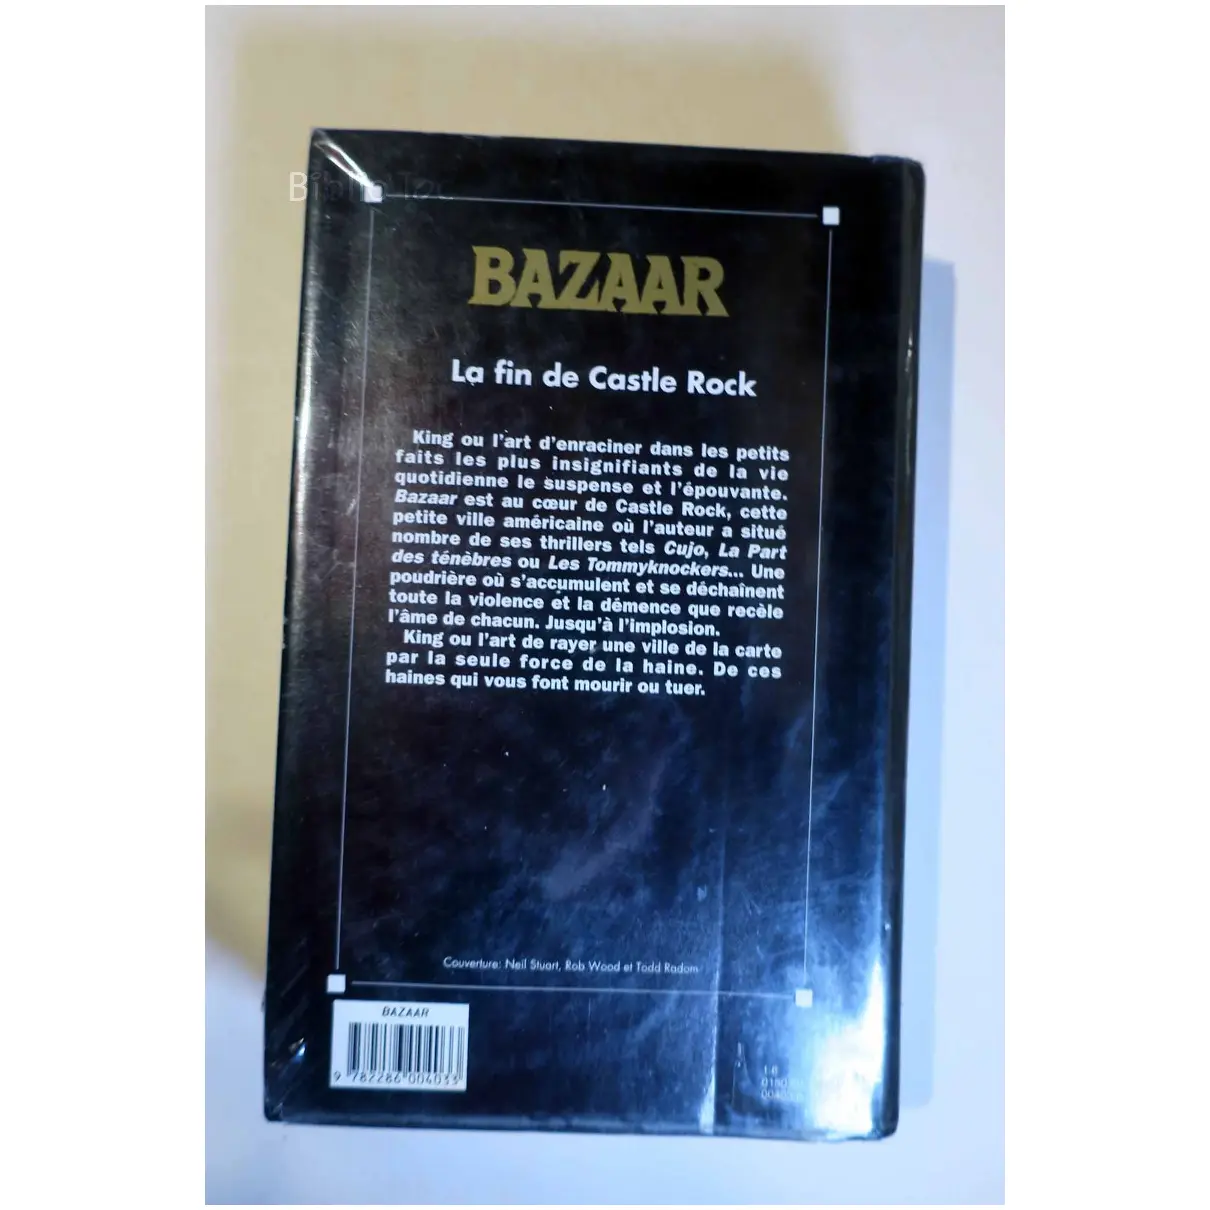 BAZAAR
La fin de Castle Rock
King ou l'art d'enraciner dans les petits
faits les plus insignifiants de la vie
quotidienne le suspense et l'épouvante.
Bazaar est au cœur de Castle Rock, cette
petite ville américaine où l'auteur a situé
nombre de ses thrillers tels Cujo, La Part
des ténèbres ou Les Tommyknockers... Une
poudrière où s'accumulent et se déchaînent
toute la violence et la démence que recèle
l'âme de chacun. Jusqu'à l'implosion.
King ou l'art de rayer une ville de la carte
par la seule force de la haine. De ces
haines qui vous font mourir ou tuer.
Couverture: Neil Stuart, Rob Wood et Todd Radom
BAZAAR
9 782286 004033